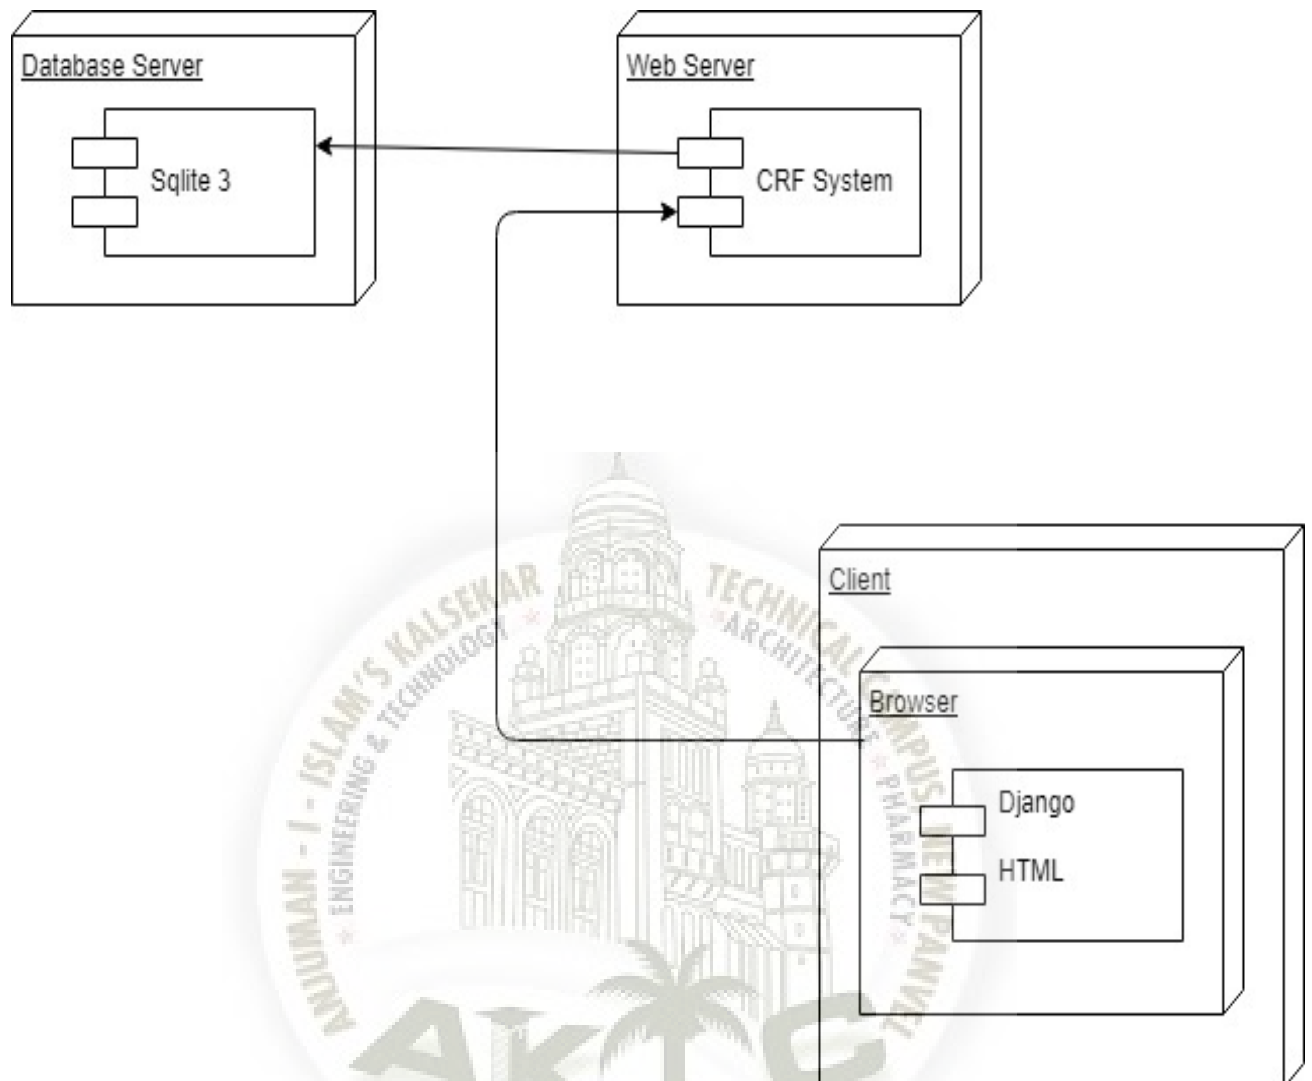 Database Server
Sqlite 3
Web Server
CRF System
Client
Browser
Django
HTML
ANJUMAN - I - ISLAM'S KALSEKAR TECHNICAL CAMPUS NEW PANVEL
ENGINEERING & TECHNOLOGY * ARCHITECTURE * PHARMACY *
AKTC